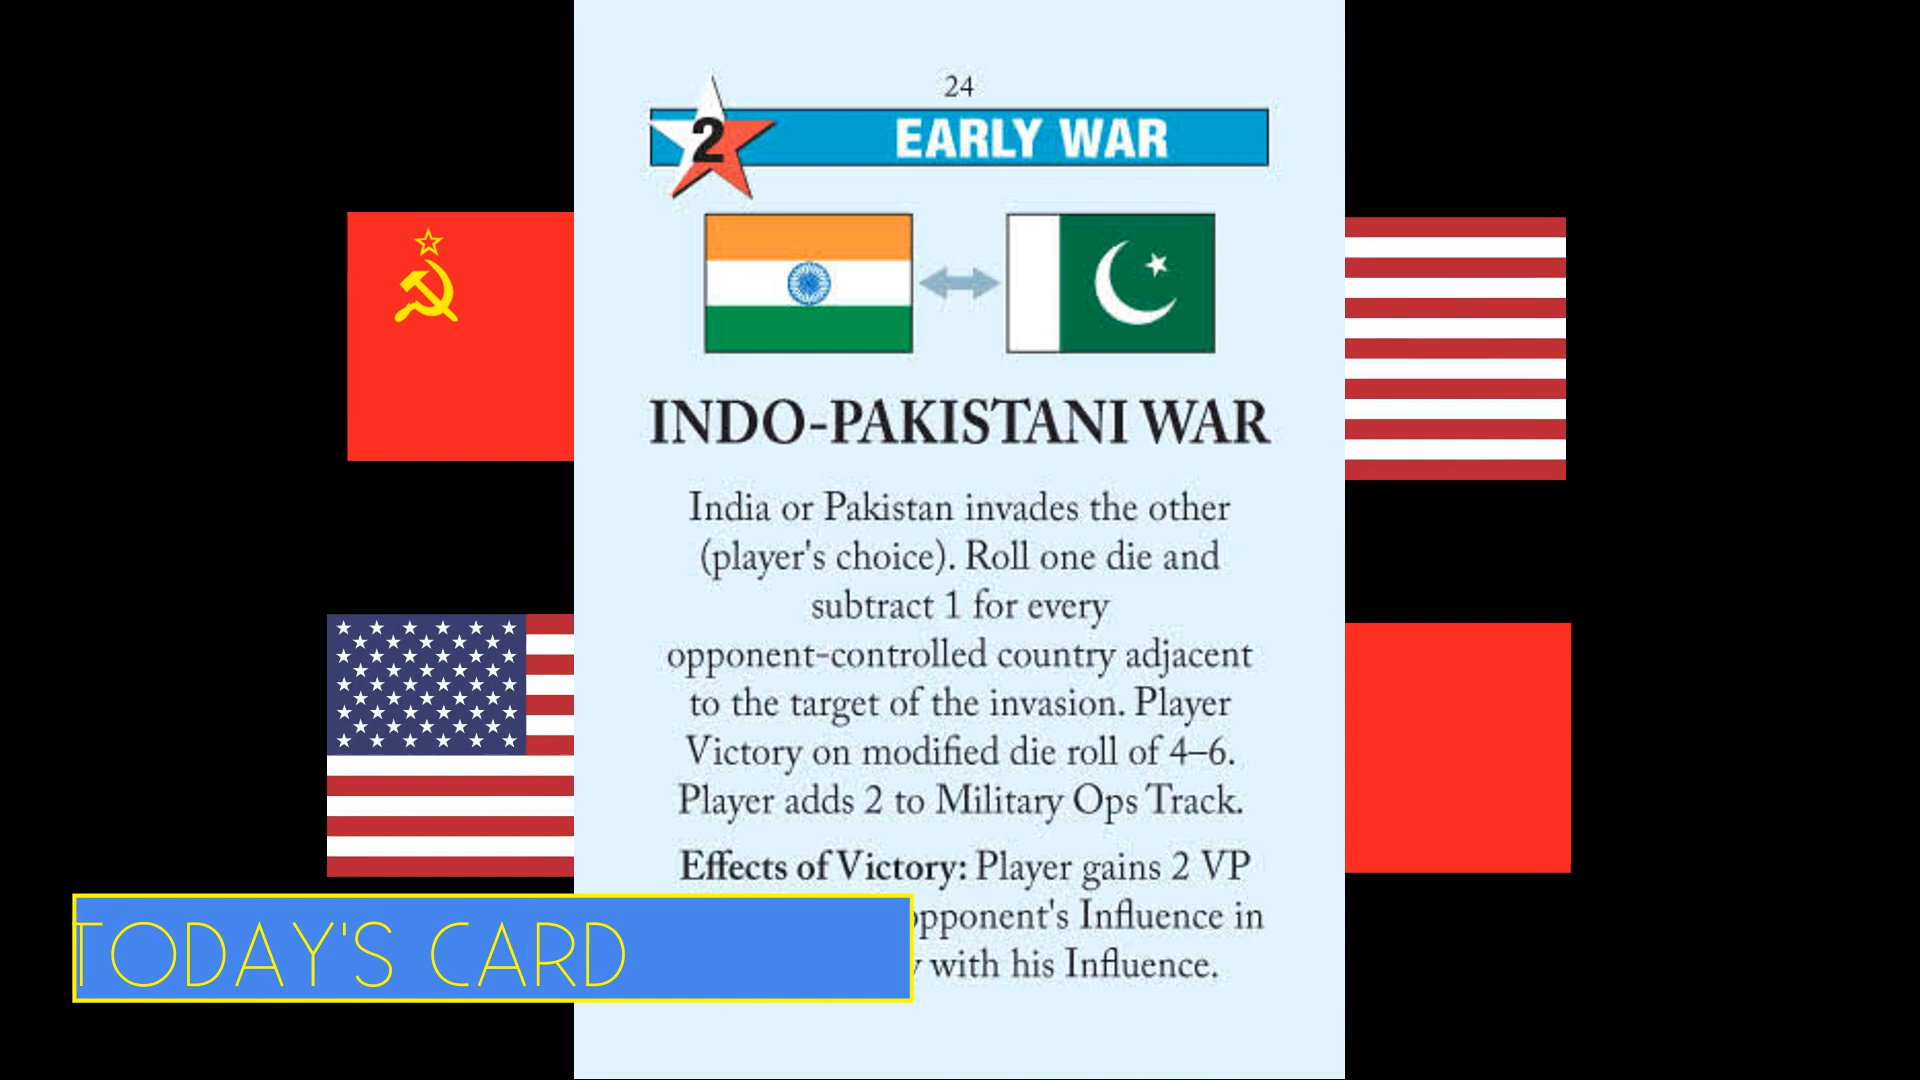 24
2
EARLY WAR
INDO-PAKISTANI WAR
India or Pakistan invades the other
(player's choice). Roll one die and
subtract 1 for every
opponent-controlled country adjacent
to the target of the invasion. Player
Victory on modified die roll of 4–6.
Player adds 2 to Military Ops Track.
Effects of Victory: Player gains 2 VP
opponent's Influence in
with his Influence.
TODAY'S CARD